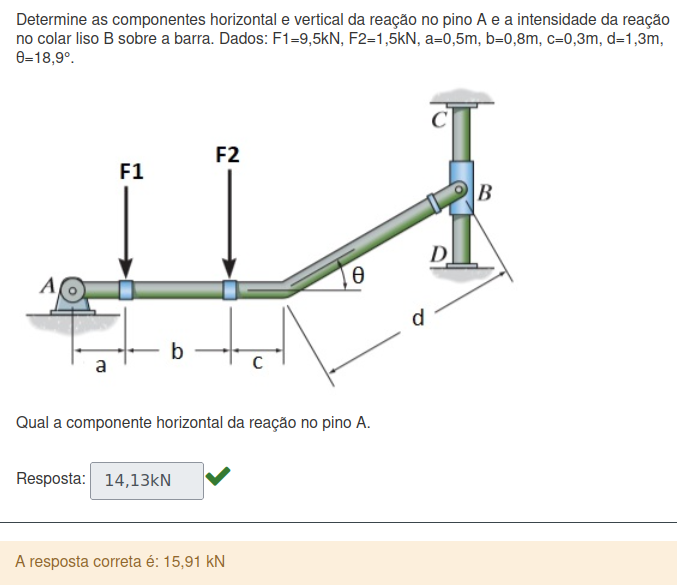 Determine as componentes horizontal e vertical da reação no pino A e a intensidade da reação
no colar liso B sobre a barra. Dados: F1=9,5kN, F2=1,5kN, a=0,5m, b=0,8m, c=0,3m, d=1,3m,
θ=18,9°.
C
F2
F1
B
D
A
θ
d
b
c
a
Qual a componente horizontal da reação no pino A.
Resposta: 14,13kN
A resposta correta é: 15,91 kN